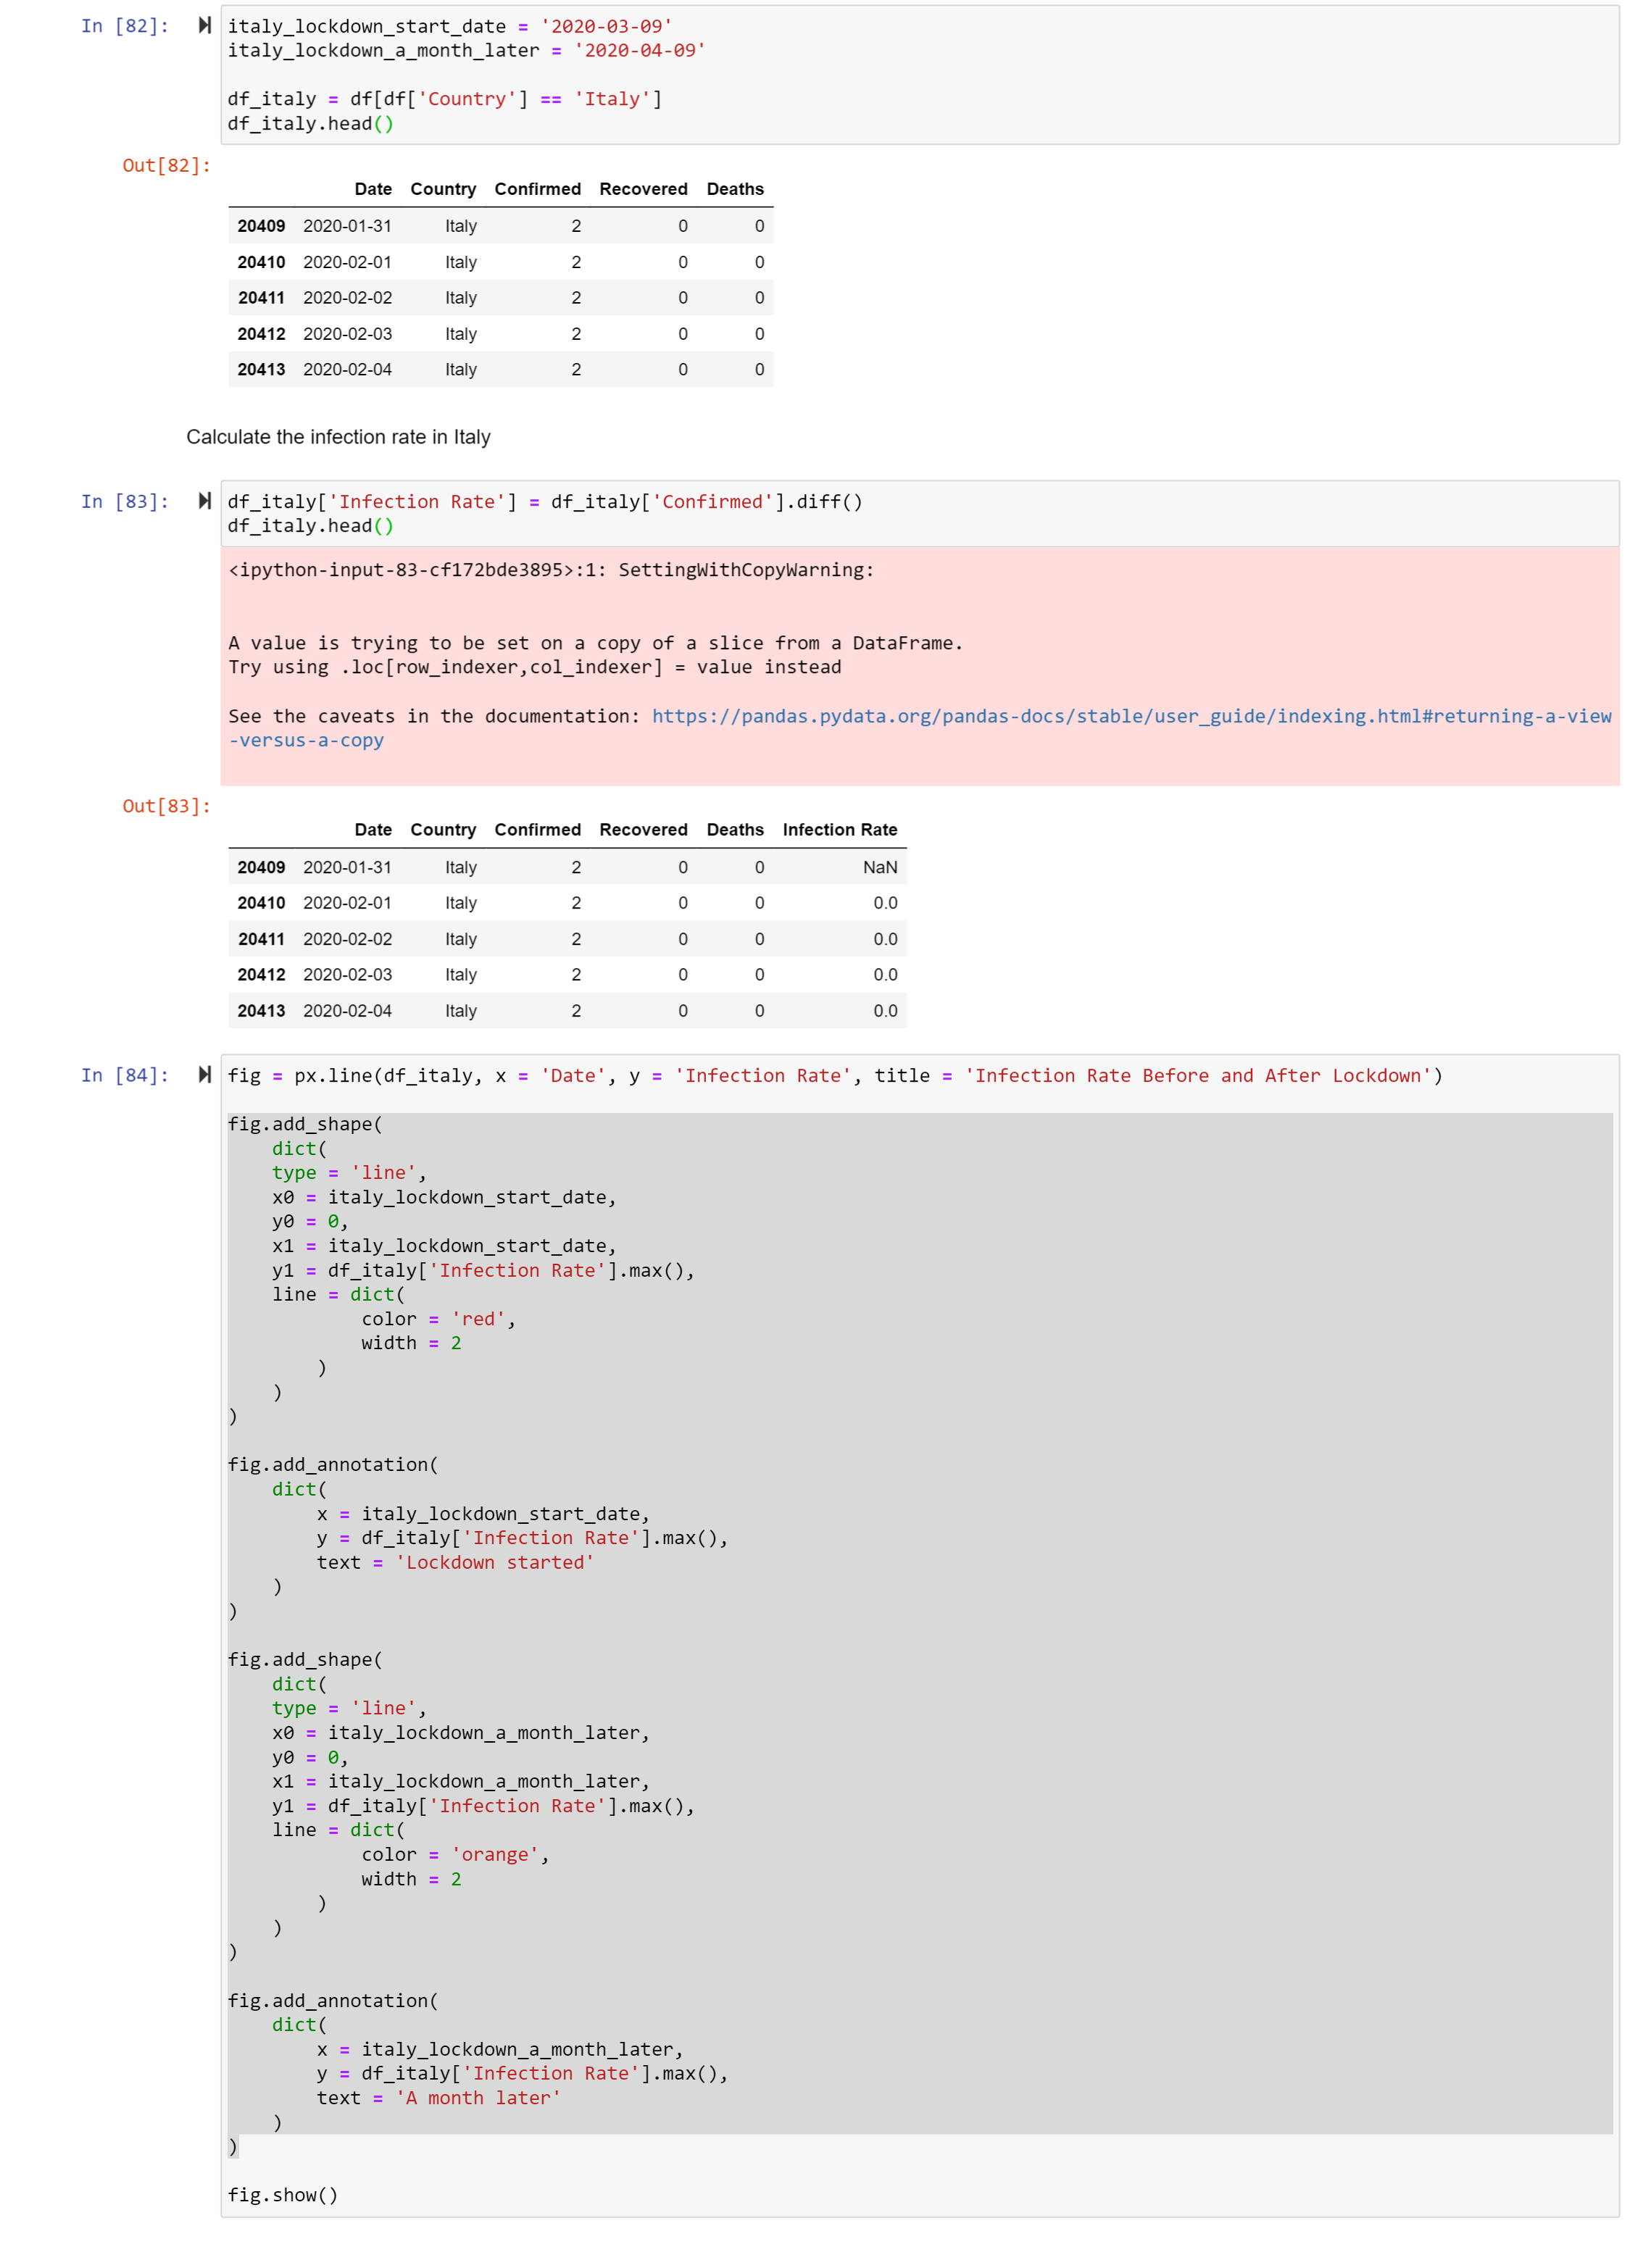 In [82]: italy_lockdown_start_date = '2020-03-09'
italy_lockdown_a_month_later = '2020-04-09'
df_italy = df[df['Country'] == 'Italy']
df_italy.head()
Out[82]:
Date Country Confirmed Recovered Deaths
20409 2020-01-31 Italy 2 0 0
20410 2020-02-01 Italy 2 0 0
20411 2020-02-02 Italy 2 0 0
20412 2020-02-03 Italy 2 0 0
20413 2020-02-04 Italy 2 0 0
Calculate the infection rate in Italy
In [83]: df_italy['Infection Rate'] = df_italy['Confirmed'].diff()
df_italy.head()
<ipython-input-83-cf172bde3895>:1: SettingWithCopyWarning:
A value is trying to be set on a copy of a slice from a DataFrame.
Try using .loc[row_indexer,col_indexer] = value instead
See the caveats in the documentation: https://pandas.pydata.org/pandas-docs/stable/user_guide/indexing.html#returning-a-view
-versus-a-copy
Out[83]:
Date Country Confirmed Recovered Deaths Infection Rate
20409 2020-01-31 Italy 2 0 0 NaN
20410 2020-02-01 Italy 2 0 0 0.0
20411 2020-02-02 Italy 2 0 0 0.0
20412 2020-02-03 Italy 2 0 0 0.0
20413 2020-02-04 Italy 2 0 0 0.0
In [84]: fig = px.line(df_italy, x = 'Date', y = 'Infection Rate', title = 'Infection Rate Before and After Lockdown')
fig.add_shape(
    dict(
    type = 'line',
    x0 = italy_lockdown_start_date,
    y0 = 0,
    x1 = italy_lockdown_start_date,
    y1 = df_italy['Infection Rate'].max(),
    line = dict(
            color = 'red',
            width = 2
        )
    )
)
fig.add_annotation(
    dict(
        x = italy_lockdown_start_date,
        y = df_italy['Infection Rate'].max(),
        text = 'Lockdown started'
    )
)
fig.add_shape(
    dict(
    type = 'line',
    x0 = italy_lockdown_a_month_later,
    y0 = 0,
    x1 = italy_lockdown_a_month_later,
    y1 = df_italy['Infection Rate'].max(),
    line = dict(
            color = 'orange',
            width = 2
        )
    )
)
fig.add_annotation(
    dict(
        x = italy_lockdown_a_month_later,
        y = df_italy['Infection Rate'].max(),
        text = 'A month later'
    )
)
fig.show()